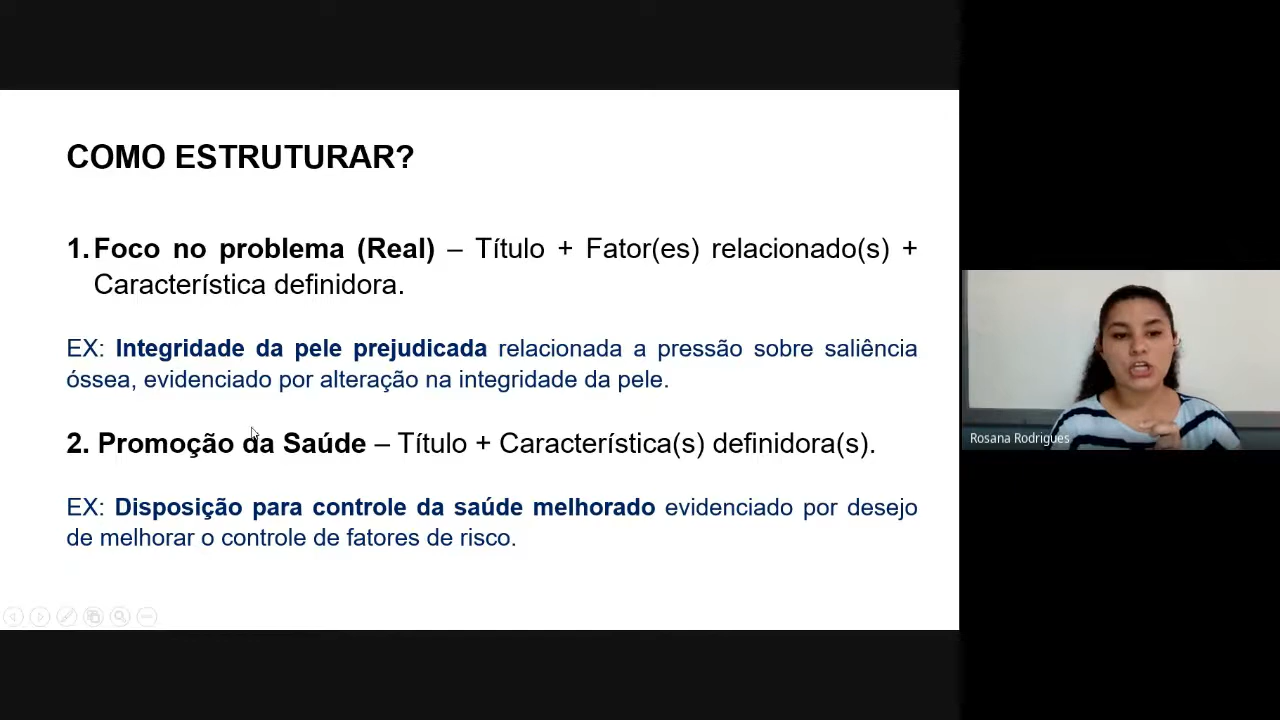 COMO ESTRUTURAR?
1. Foco no problema (Real) – Título + Fator(es) relacionado(s) +
Característica definidora.
EX: Integridade da pele prejudicada relacionada a pressão sobre saliência
óssea, evidenciado por alteração na integridade da pele.
2. Promoção da Saúde – Título + Característica(s) definidora(s).
EX: Disposição para controle da saúde melhorado evidenciado por desejo
de melhorar o controle de fatores de risco.
Rosana Rodrigues